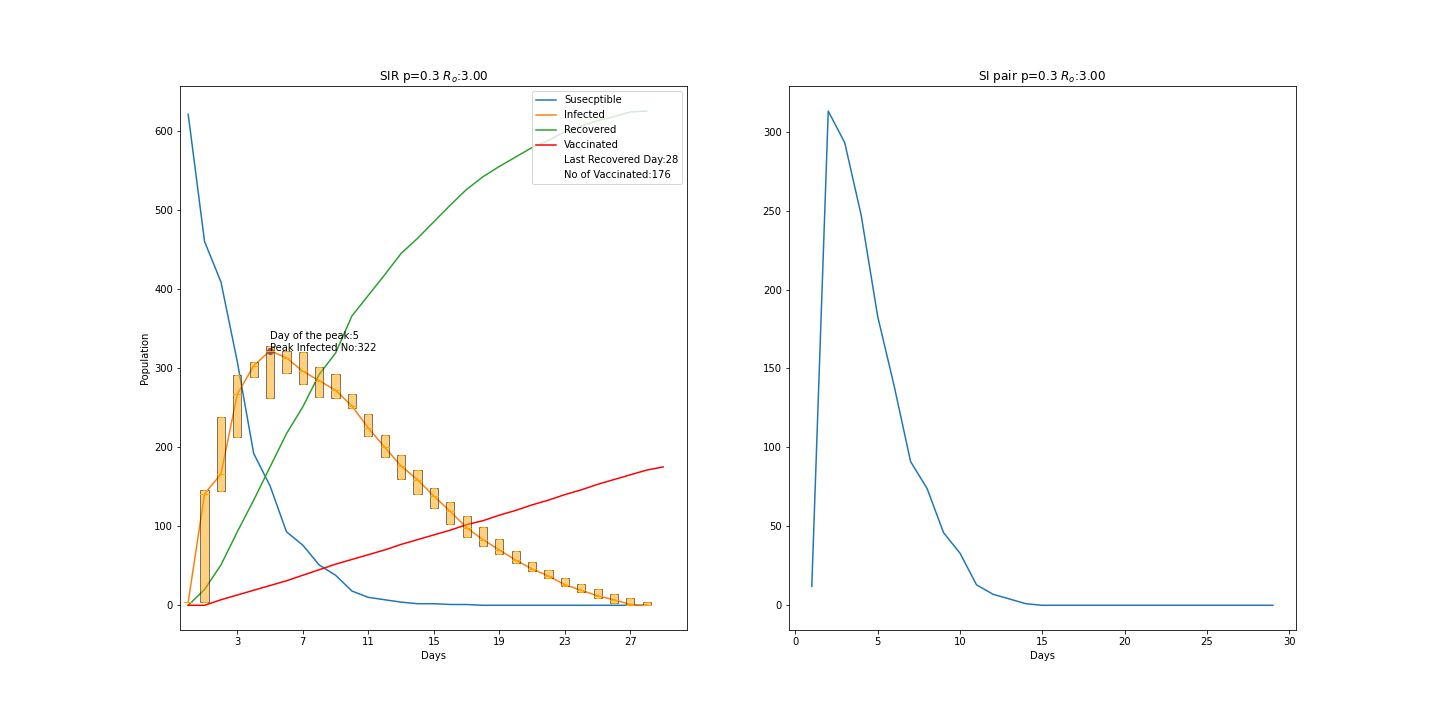 SIR p=0.3 Ro:3.00
Susecptible
Infected
Recovered
Vaccinated
Last Recovered Day:28
No of Vaccinated:176
Day of the peak:5
Peak Infected No:322
Population
600
500
400
300
200
100
0
3 7 11 15 19 23 27
Days
SI pair p=0.3 Ro:3.00
300
250
200
150
100
50
0
0 5 10 15 20 25 30
Days